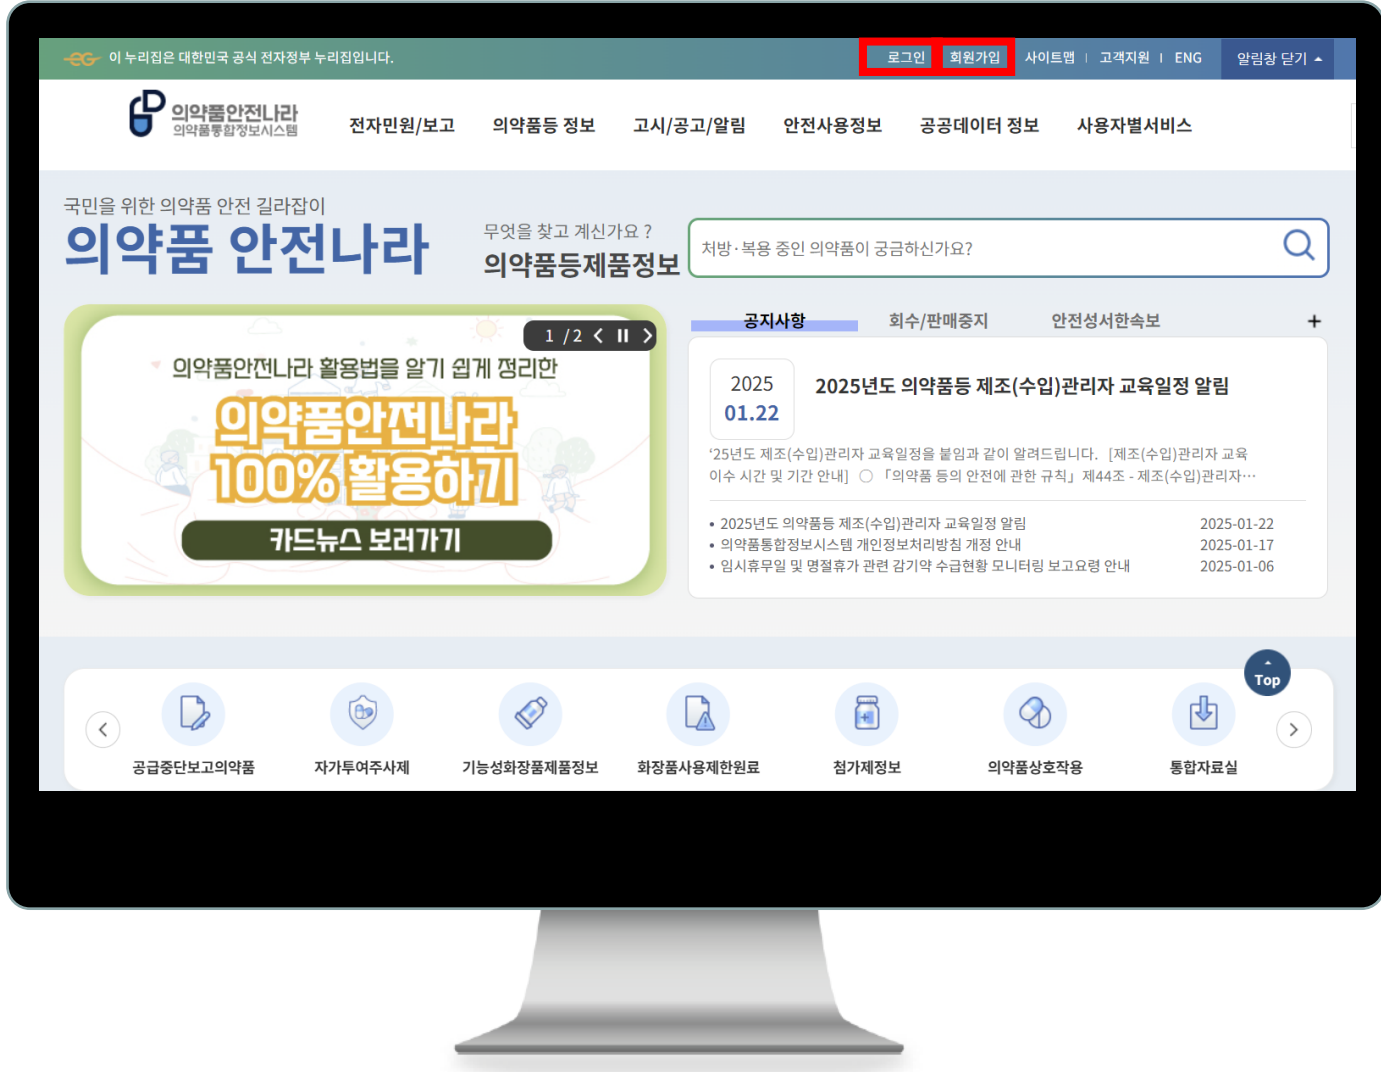 이 누리집은 대한민국 공식 전자정부 누리집입니다.
로그인 회원가입 사이트맵 고객지원 ENG 알림창 닫기
의약품안전나라
의약품통합정보시스템
전자민원/보고 의약품등 정보 고시/공고/알림 안전사용정보 공공데이터 정보 사용자별서비스
국민을 위한 의약품 안전 길라잡이
의약품 안전나라
무엇을 찾고 계신가요 ?
의약품등제품정보
처방·복용 중인 의약품이 궁금하신가요?
1 / 2
의약품안전나라 활용법을 알기 쉽게 정리한
의약품안전나라
100% 활용하기
카드뉴스 보러가기
공지사항 회수/판매중지 안전성서한속보 +
2025
01.22
2025년도 의약품등 제조(수입)관리자 교육일정 알림
‘25년도 제조(수입)관리자 교육일정을 붙임과 같이 알려드립니다. [제조(수입)관리자 교육
이수 시간 및 기간 안내] ○ 「의약품 등의 안전에 관한 규칙」 제44조 - 제조(수입)관리자…
• 2025년도 의약품등 제조(수입)관리자 교육일정 알림 2025-01-22
• 의약품통합정보시스템 개인정보처리방침 개정 안내 2025-01-17
• 임시휴무일 및 명절휴가 관련 감기약 수급현황 모니터링 보고요령 안내 2025-01-06
Top
공급중단보고의약품 자가투여주사제 기능성화장품제품정보 화장품사용제한원료 첨가제정보 의약품상호작용 통합자료실